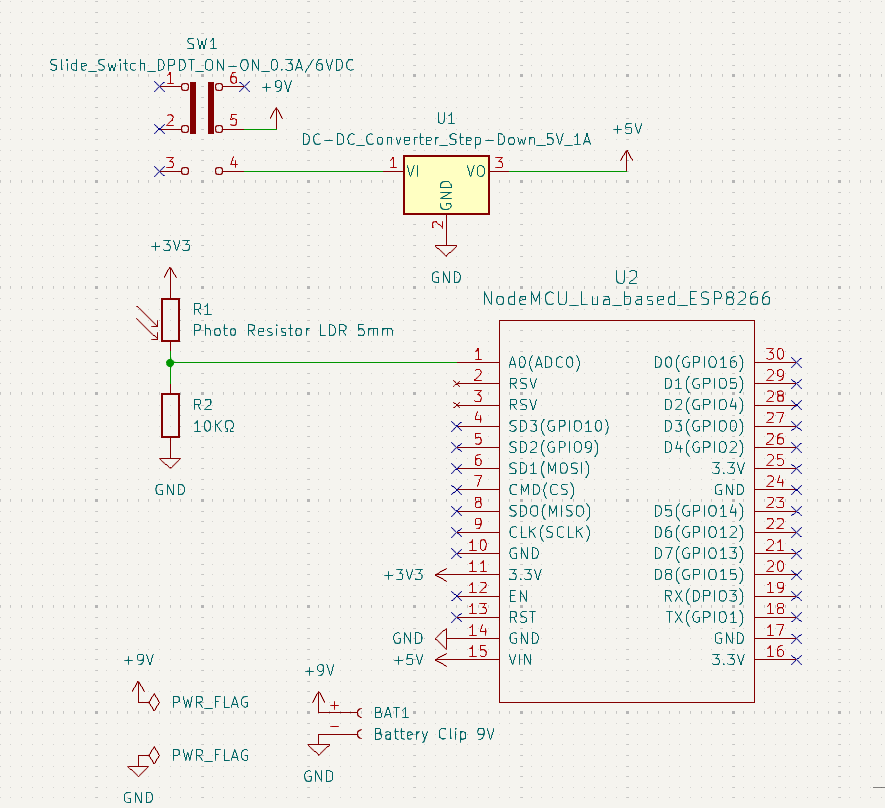 SW1
Slide_Switch_DPDT_ON-ON_0.3A/6VDC
1 6
+9V
2 5
3 4
U1
DC-DC_Converter_Step-Down_5V_1A
+5V
1 VI VO 3
GND
2
GND
+3V3
R1
Photo Resistor LDR 5mm
R2
10KΩ
GND
U2
NodeMCU_Lua_based_ESP8266
1 A0(ADC0) D0(GPIO16) 30
2 RSV D1(GPIO5) 29
3 RSV D2(GPIO4) 28
4 SD3(GPIO10) D3(GPIO0) 27
5 SD2(GPIO9) D4(GPIO2) 26
6 SD1(MOSI) 3.3V 25
7 CMD(CS) GND 24
8 SDO(MISO) D5(GPIO14) 23
9 CLK(SCLK) D6(GPIO12) 22
10 GND D7(GPIO13) 21
+3V3 11 3.3V D8(GPIO15) 20
12 EN RX(DPIO3) 19
13 RST TX(GPIO1) 18
GND 14 GND GND 17
+5V 15 VIN 3.3V 16
+9V
PWR_FLAG
PWR_FLAG
GND
+9V
+ BAT1
- Battery Clip 9V
GND